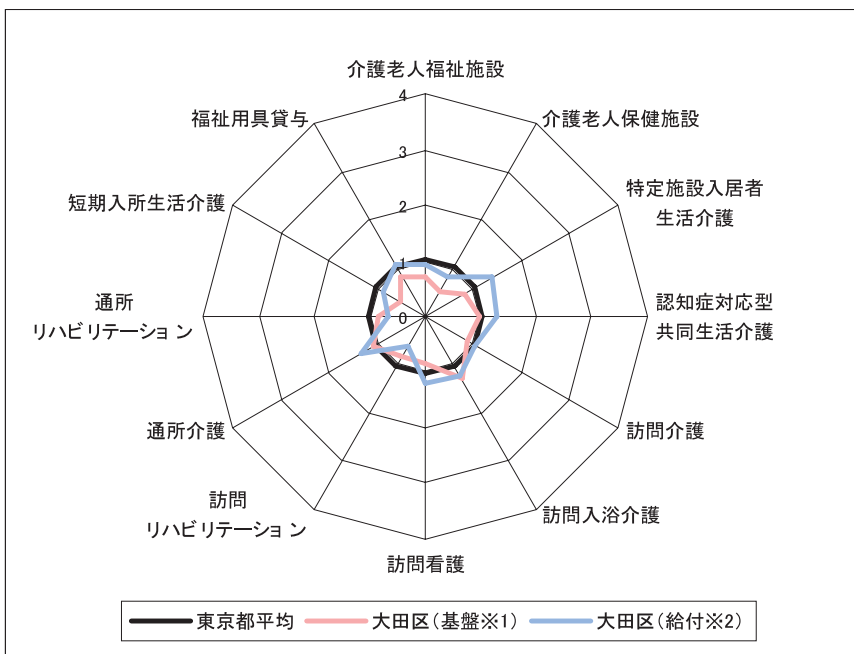 介護老人福祉施設
介護老人保健施設
特定施設入居者
生活介護
認知症対応型
共同生活介護
訪問介護
訪問入浴介護
訪問看護
訪問
リハビリテーション
通所介護
通所
リハビリテーション
短期入所生活介護
福祉用具貸与
4
3
2
1
0
東京都平均
大田区(基盤※1)
大田区(給付※2)